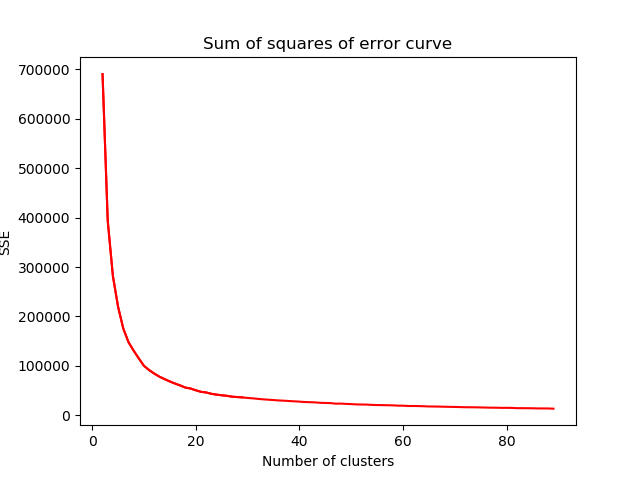 Sum of squares of error curve
700000
600000
500000
400000
300000
200000
100000
0
SSE
0 20 40 60 80
Number of clusters